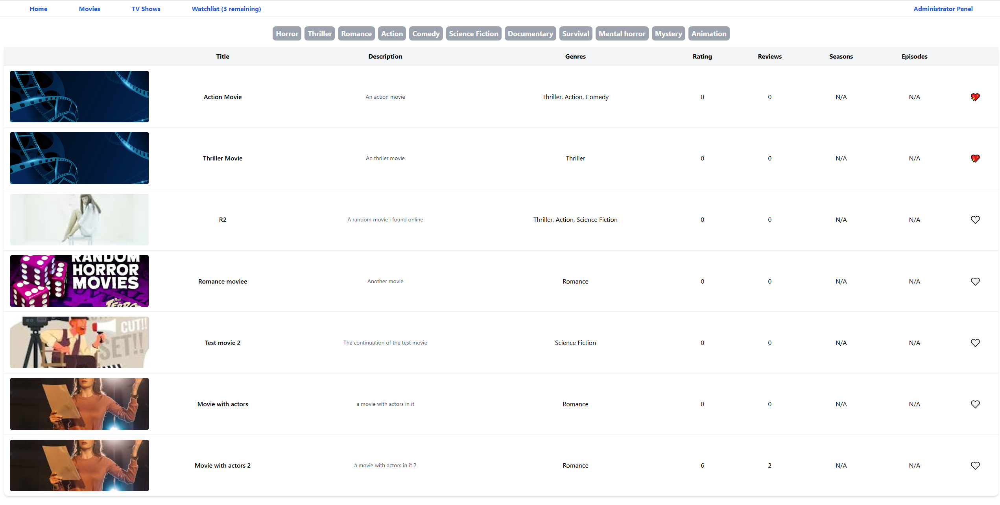 Home Movies TV Shows Watchlist (3 remaining) Administrator Panel
Horror Thriller Romance Action Comedy Science Fiction Documentary Survival Mental horror Mystery Animation
Title Description Genres Rating Reviews Seasons Episodes
Action Movie An action movie Thriller, Action, Comedy 0 0 N/A N/A
Thriller Movie An thriler movie Thriller 0 0 N/A N/A
R2 A random movie i found online Thriller, Action, Science Fiction 0 0 N/A N/A
RANDOM
HORROR
MOVIES
Romance moviee Another movie Romance 0 0 N/A N/A
CUT!!
SET!!
Test movie 2 The continuation of the test movie Science Fiction 0 0 N/A N/A
Movie with actors a movie with actors in it Romance 0 0 N/A N/A
Movie with actors 2 a movie with actors in it 2 Romance 6 2 N/A N/A